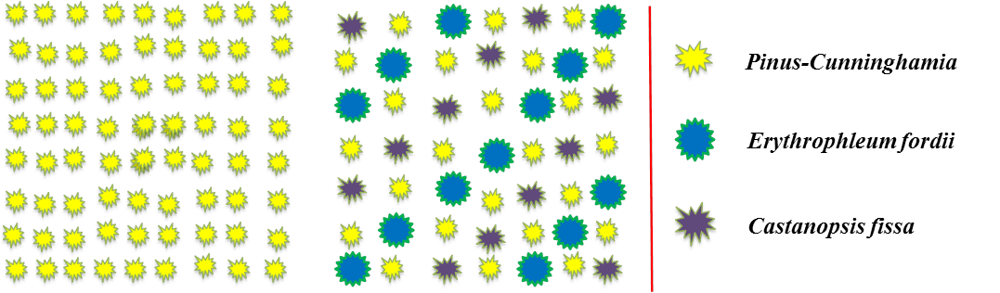 Pinus-Cunninghamia
Erythrophleum fordii
Castanopsis fissa